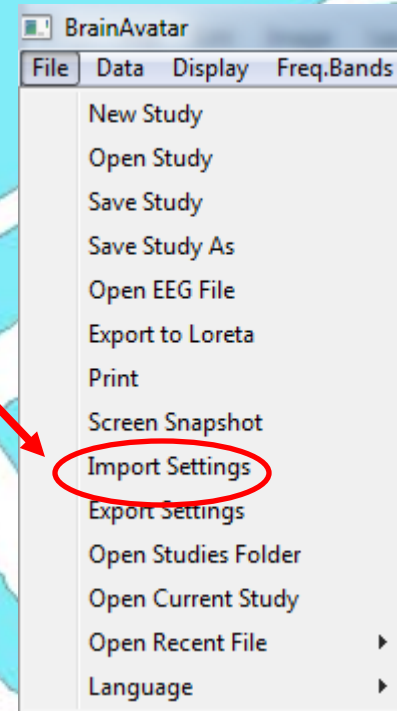 BrainAvatar
File Data Display Freq.Bands
New Study
Open Study
Save Study
Save Study As
Open EEG File
Export to Loreta
Print
Screen Snapshot
Import Settings
Export Settings
Open Studies Folder
Open Current Study
Open Recent File
Language